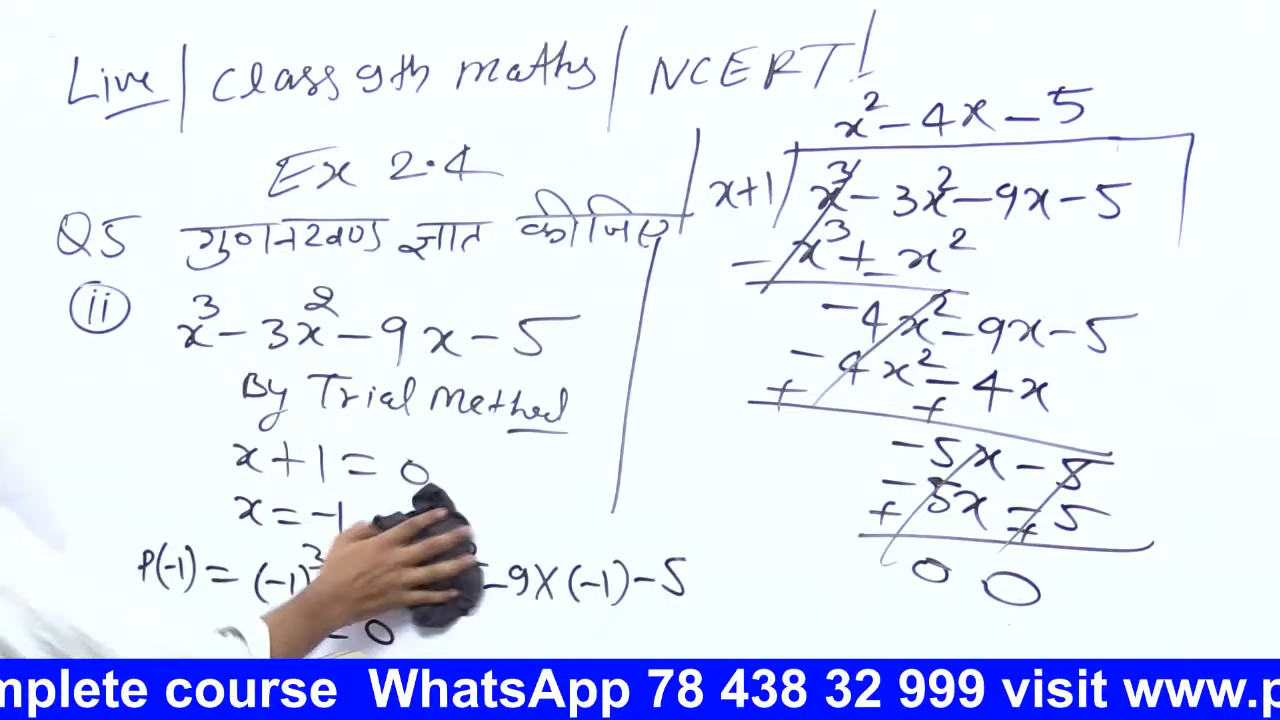 Live / Class 9th maths / NCERT!
Ex 2.4
Q5 गुणनखण्ड ज्ञात कीजिए
(ii) x³ - 3x² - 9x - 5
By Trial Method
x + 1 = 0
x = -1
P(-1) = (-1)³ - 9 × (-1) - 5
= 0
x² - 4x - 5
x+1 x³ - 3x² - 9x - 5
- x³ + x²
-
- 4x² - 9x - 5
- 4x² - 4x
+ +
- 5x - 5
- 5x - 5
+ +
0 0
mplete course WhatsApp 78 438 32 999 visit www.p